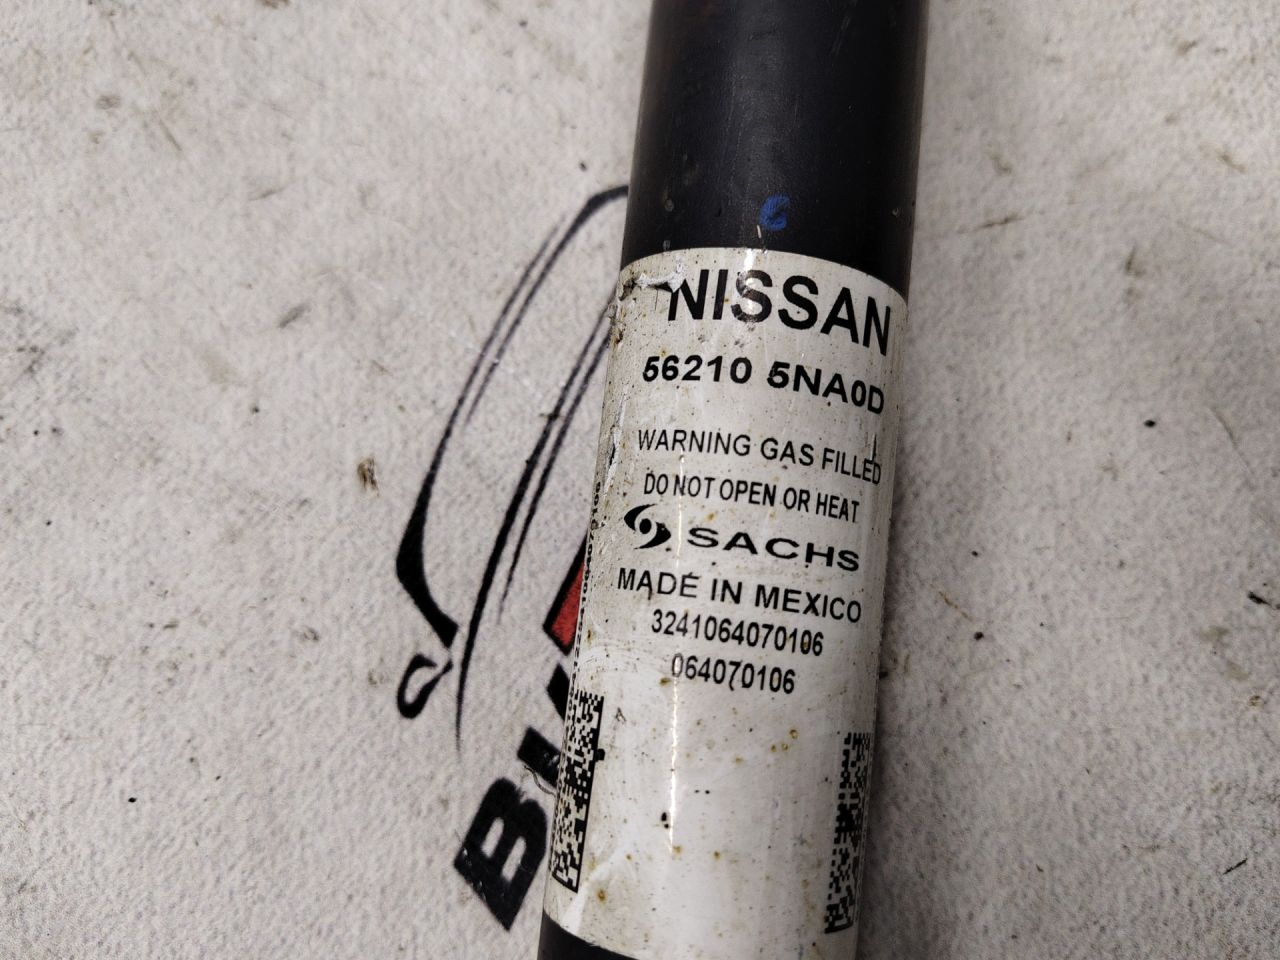 NISSAN
56210 5NA0D
WARNING GAS FILLED
DO NOT OPEN OR HEAT
SACHS
MADE IN MEXICO
3241064070106
064070106